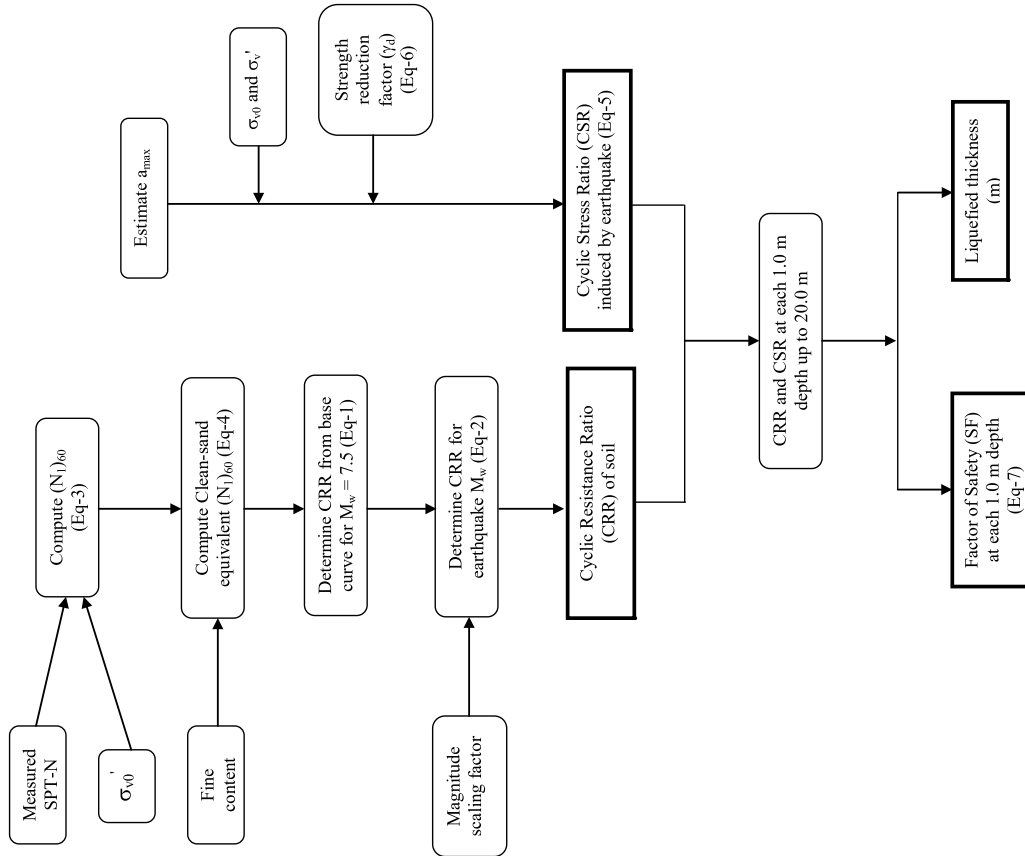 Measured
SPT-N
σv0'
Compute (N1)60
(Eq-3)
Fine
content
Compute Clean-sand
equivalent (N1)60 (Eq-4)
Determine CRR from base
curve for Mw = 7.5 (Eq-1)
Magnitude
scaling factor
Determine CRR for
earthquake Mw (Eq-2)
Cyclic Resistance Ratio
(CRR) of soil
Estimate amax
σv0 and σv'
Strength
reduction
factor (γd)
(Eq-6)
Cyclic Stress Ratio (CSR)
induced by earthquake (Eq-5)
CRR and CSR at each 1.0 m
depth up to 20.0 m
Factor of Safety (SF)
at each 1.0 m depth
(Eq-7)
Liquefied thickness
(m)